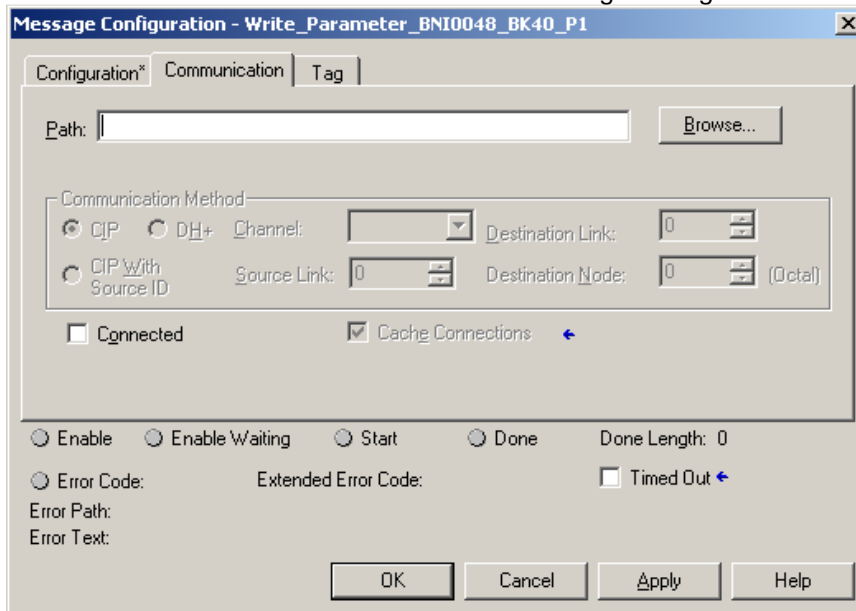 Message Configuration - Write_Parameter_BNI0048_BK40_P1
Configuration* Communication Tag
Path: Browse...
Communication Method
CIP DH+ Channel: Destination Link: 0
CIP With Source ID Source Link: 0 Destination Node: 0 (Octal)
Connected Cache Connections ←
Enable Enable Waiting Start Done Done Length: 0
Error Code: Extended Error Code: Timed Out ←
Error Path:
Error Text:
OK Cancel Apply Help